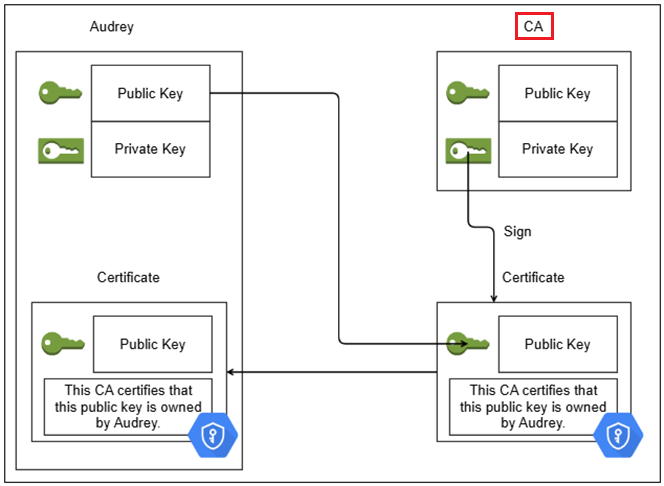 Audrey
CA
Public Key
Public Key
Private Key
Private Key
Sign
Certificate
Certificate
Public Key
Public Key
This CA certifies that
this public key is owned
by Audrey.
This CA certifies that
this public key is owned
by Audrey.